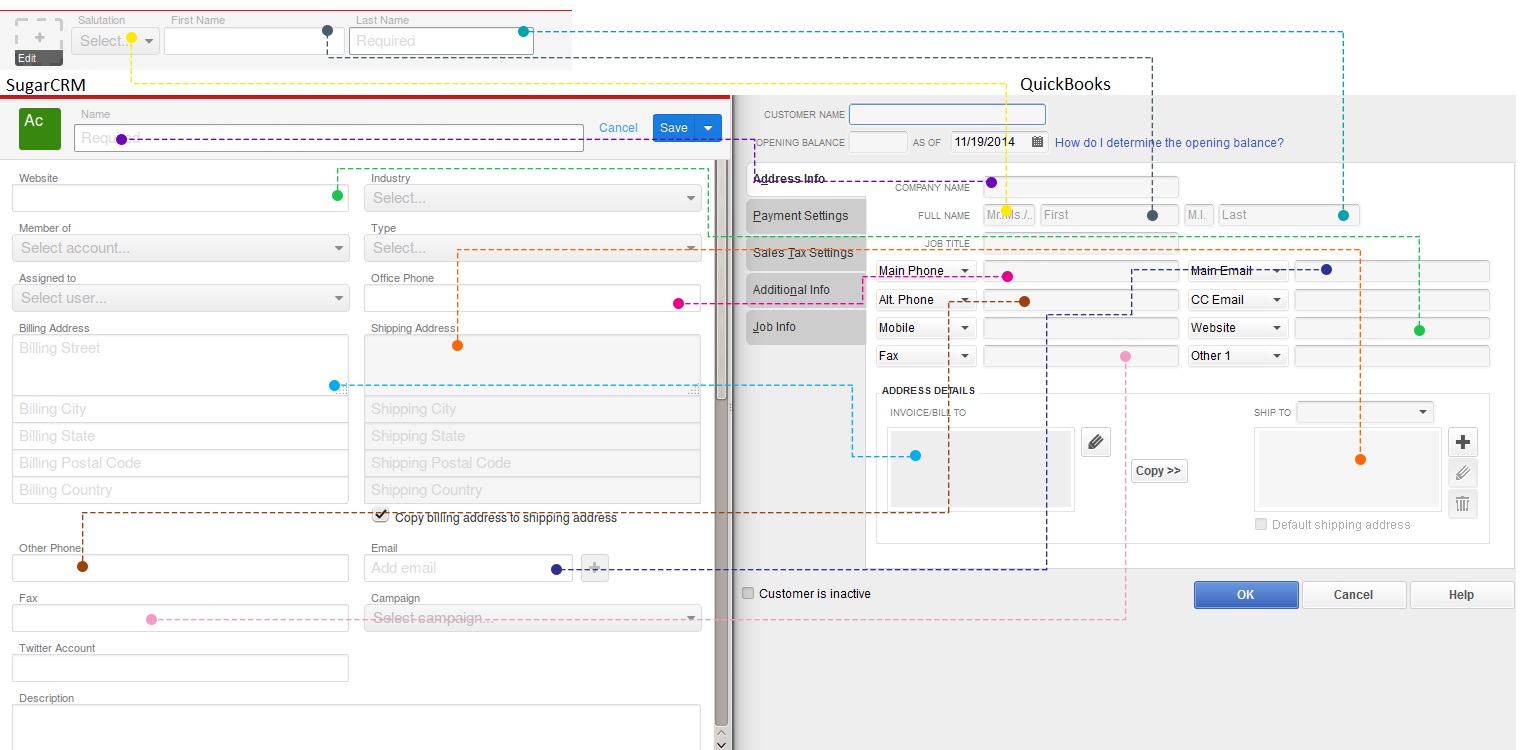 Salutation First Name Last Name
Select... Required
Edit
SugarCRM QuickBooks
Ac
Name
Required
Cancel Save
Website Industry
Select...
Member of Type
Select account... Select...
Assigned to Office Phone
Select user...
Billing Address Shipping Address
Billing Street
Billing City Shipping City
Billing State Shipping State
Billing Postal Code Shipping Postal Code
Billing Country Shipping Country
Copy billing address to shipping address
Other Phone Email
Add email
Fax Campaign
Select campaign...
Twitter Account
Description
CUSTOMER NAME
OPENING BALANCE AS OF 11/19/2014 How do I determine the opening balance?
Address Info
Payment Settings
Sales Tax Settings
Additional Info
Job Info
COMPANY NAME
FULL NAME Mr./Ms./.. First M.I. Last
JOB TITLE
Main Phone Main Email
Alt. Phone CC Email
Mobile Website
Fax Other 1
ADDRESS DETAILS
INVOICE/BILL TO SHIP TO
Copy >>
Default shipping address
Customer is inactive
OK Cancel Help